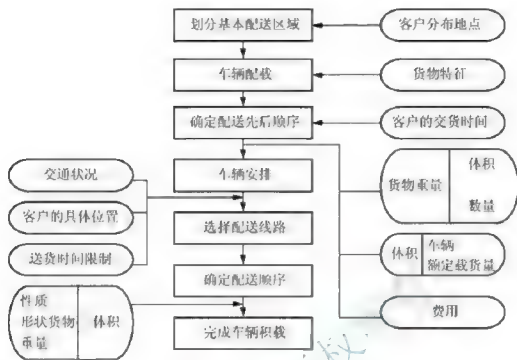 划分基本配送区域
客户分布地点
车辆配载
货物特征
确定配送先后顺序
客户的交货时间
交通状况
车辆安排
货物重量
体积
数量
客户的具体位置
选择配送线路
送货时间限制
体积
车辆
额定载货量
确定配送顺序
性质
形状货物
重量
体积
费用
完成车辆积载